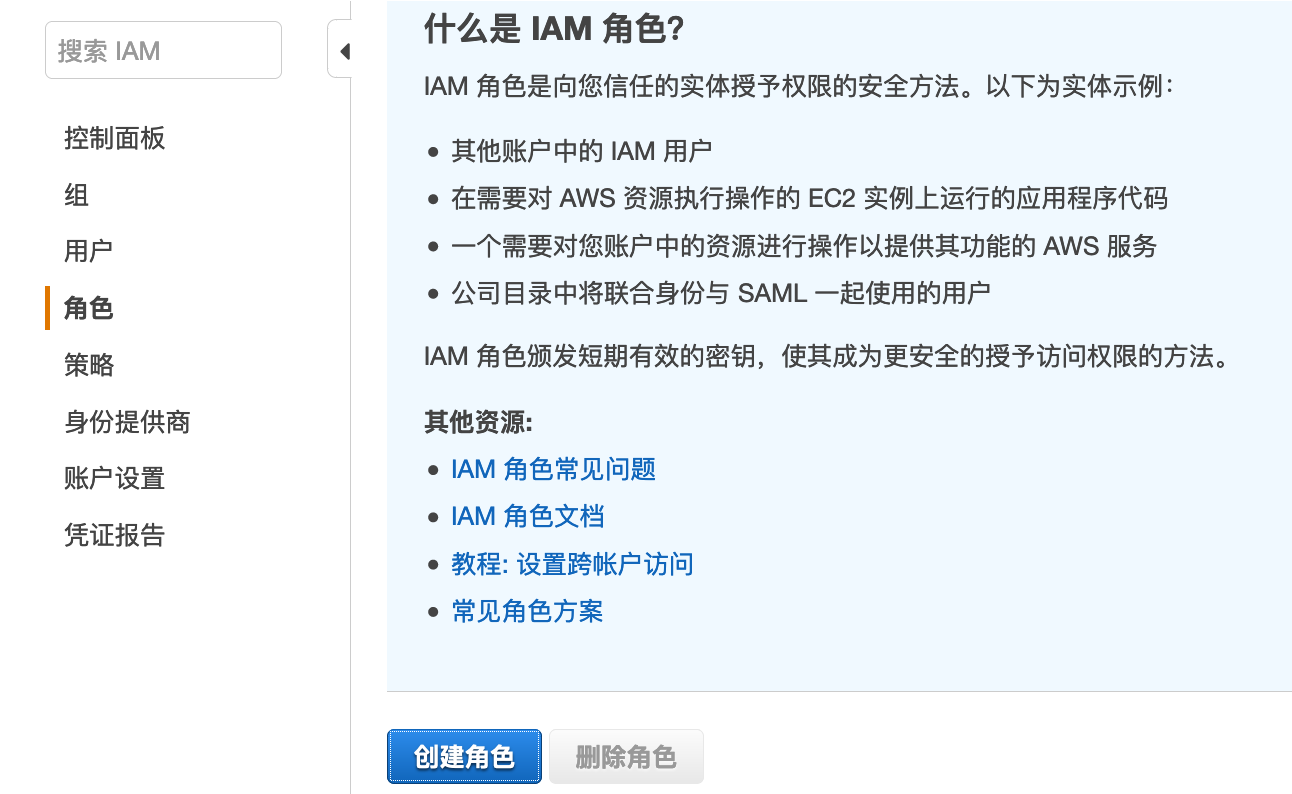 搜索 IAM
控制面板
组
用户
角色
策略
身份提供商
账户设置
凭证报告
什么是 IAM 角色?
IAM 角色是向您信任的实体授予权限的安全方法。以下为实体示例：
• 其他账户中的 IAM 用户
• 在需要对 AWS 资源执行操作的 EC2 实例上运行的应用程序代码
• 一个需要对您账户中的资源进行操作以提供其功能的 AWS 服务
• 公司目录中将联合身份与 SAML 一起使用的用户
IAM 角色颁发短期有效的密钥，使其成为更安全的授予访问权限的方法。
其他资源:
• IAM 角色常见问题
• IAM 角色文档
• 教程: 设置跨帐户访问
• 常见角色方案
创建角色
删除角色